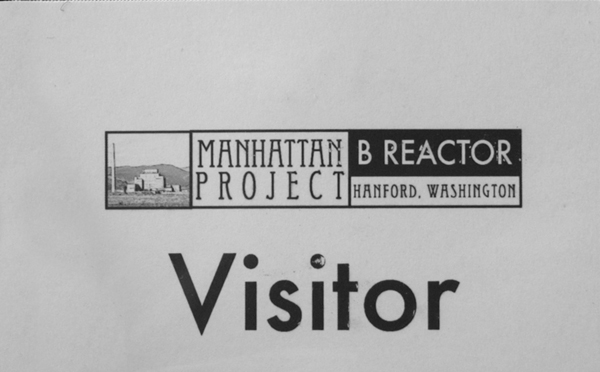 MANHATTAN
PROJECT
B REACTOR
HANFORD, WASHINGTON
Visitor